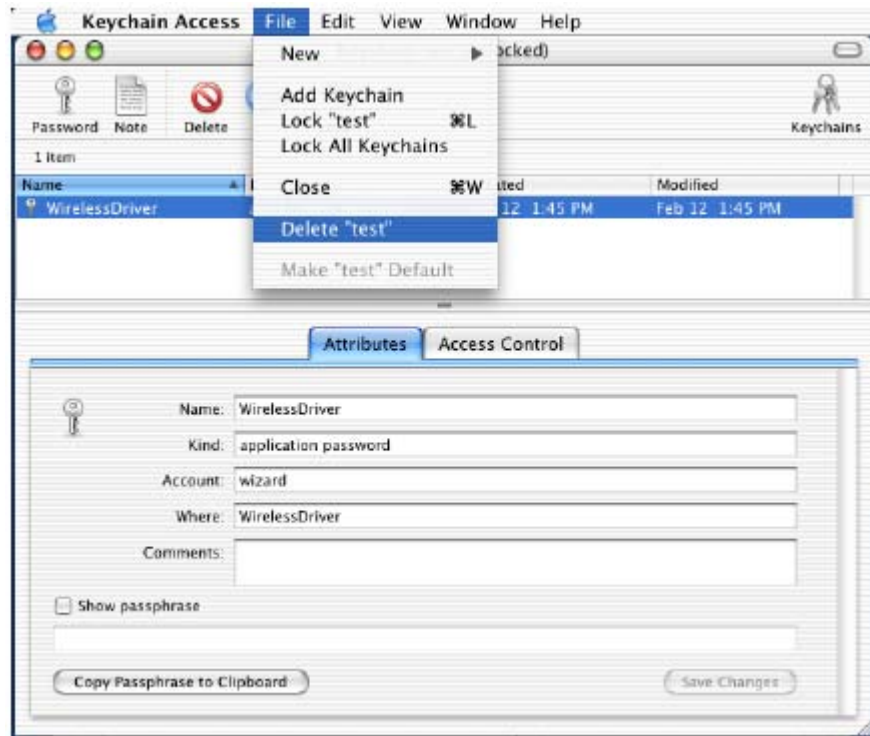 Keychain Access File Edit View Window Help
ocked)
New
Add Keychain
Lock "test" ⌘L
Lock All Keychains
Close ⌘W
Delete "test"
Make "test" Default
Password Note Delete Keychains
1 item
Name ated Modified
WirelessDriver 12 1:45 PM Feb 12 1:45 PM
Attributes Access Control
Name: WirelessDriver
Kind: application password
Account: wizard
Where: WirelessDriver
Comments:
Show passphrase
Copy Passphrase to Clipboard Save Changes